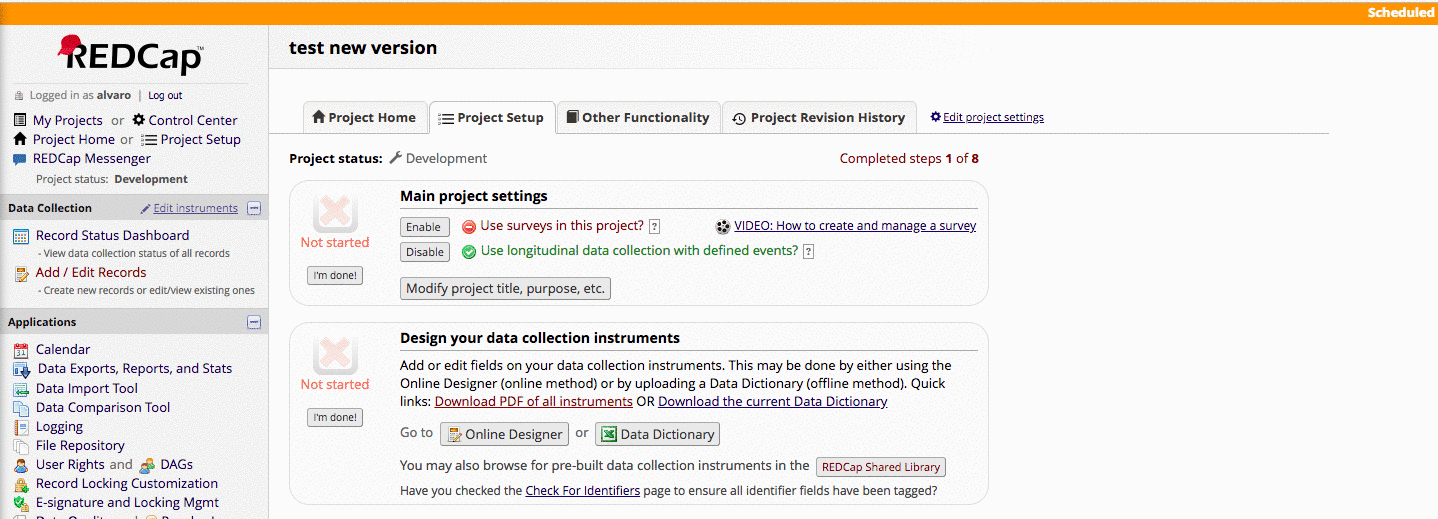 Scheduled
REDCap™
Logged in as alvaro | Log out
My Projects or Control Center
Project Home or Project Setup
REDCap Messenger
Project status: Development
Data Collection Edit instruments
Record Status Dashboard
- View data collection status of all records
Add / Edit Records
- Create new records or edit/view existing ones
Applications
Calendar
Data Exports, Reports, and Stats
Data Import Tool
Data Comparison Tool
Logging
File Repository
User Rights and DAGs
Record Locking Customization
E-signature and Locking Mgmt
test new version
Project Home Project Setup Other Functionality Project Revision History Edit project settings
Project status: Development Completed steps 1 of 8
Main project settings
Not started
I'm done!
Enable Use surveys in this project? ? VIDEO: How to create and manage a survey
Disable Use longitudinal data collection with defined events? ?
Modify project title, purpose, etc.
Design your data collection instruments
Not started
I'm done!
Add or edit fields on your data collection instruments. This may be done by either using the
Online Designer (online method) or by uploading a Data Dictionary (offline method). Quick
links: Download PDF of all instruments OR Download the current Data Dictionary
Go to Online Designer or Data Dictionary
You may also browse for pre-built data collection instruments in the REDCap Shared Library
Have you checked the Check For Identifiers page to ensure all identifier fields have been tagged?